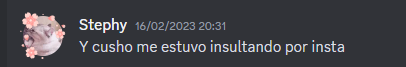 Stephy 16/02/2023 20:31
Y cusho me estuvo insultando por insta